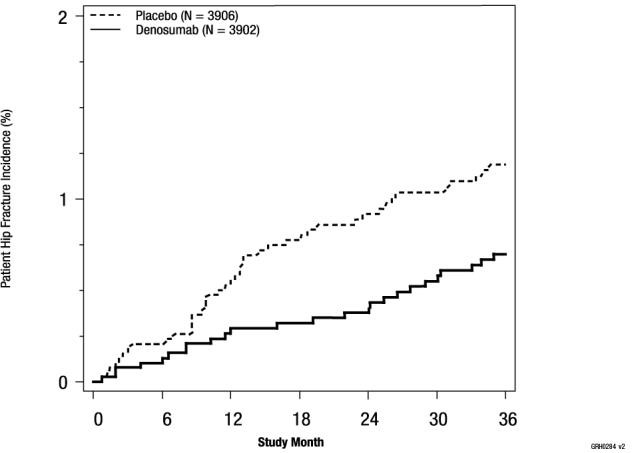 2
Placebo (N = 3906)
Denosumab (N = 3902)
Patient Hip Fracture Incidence (%)
1
0
0 6 12 18 24 30 36
Study Month
GRH0284 v2